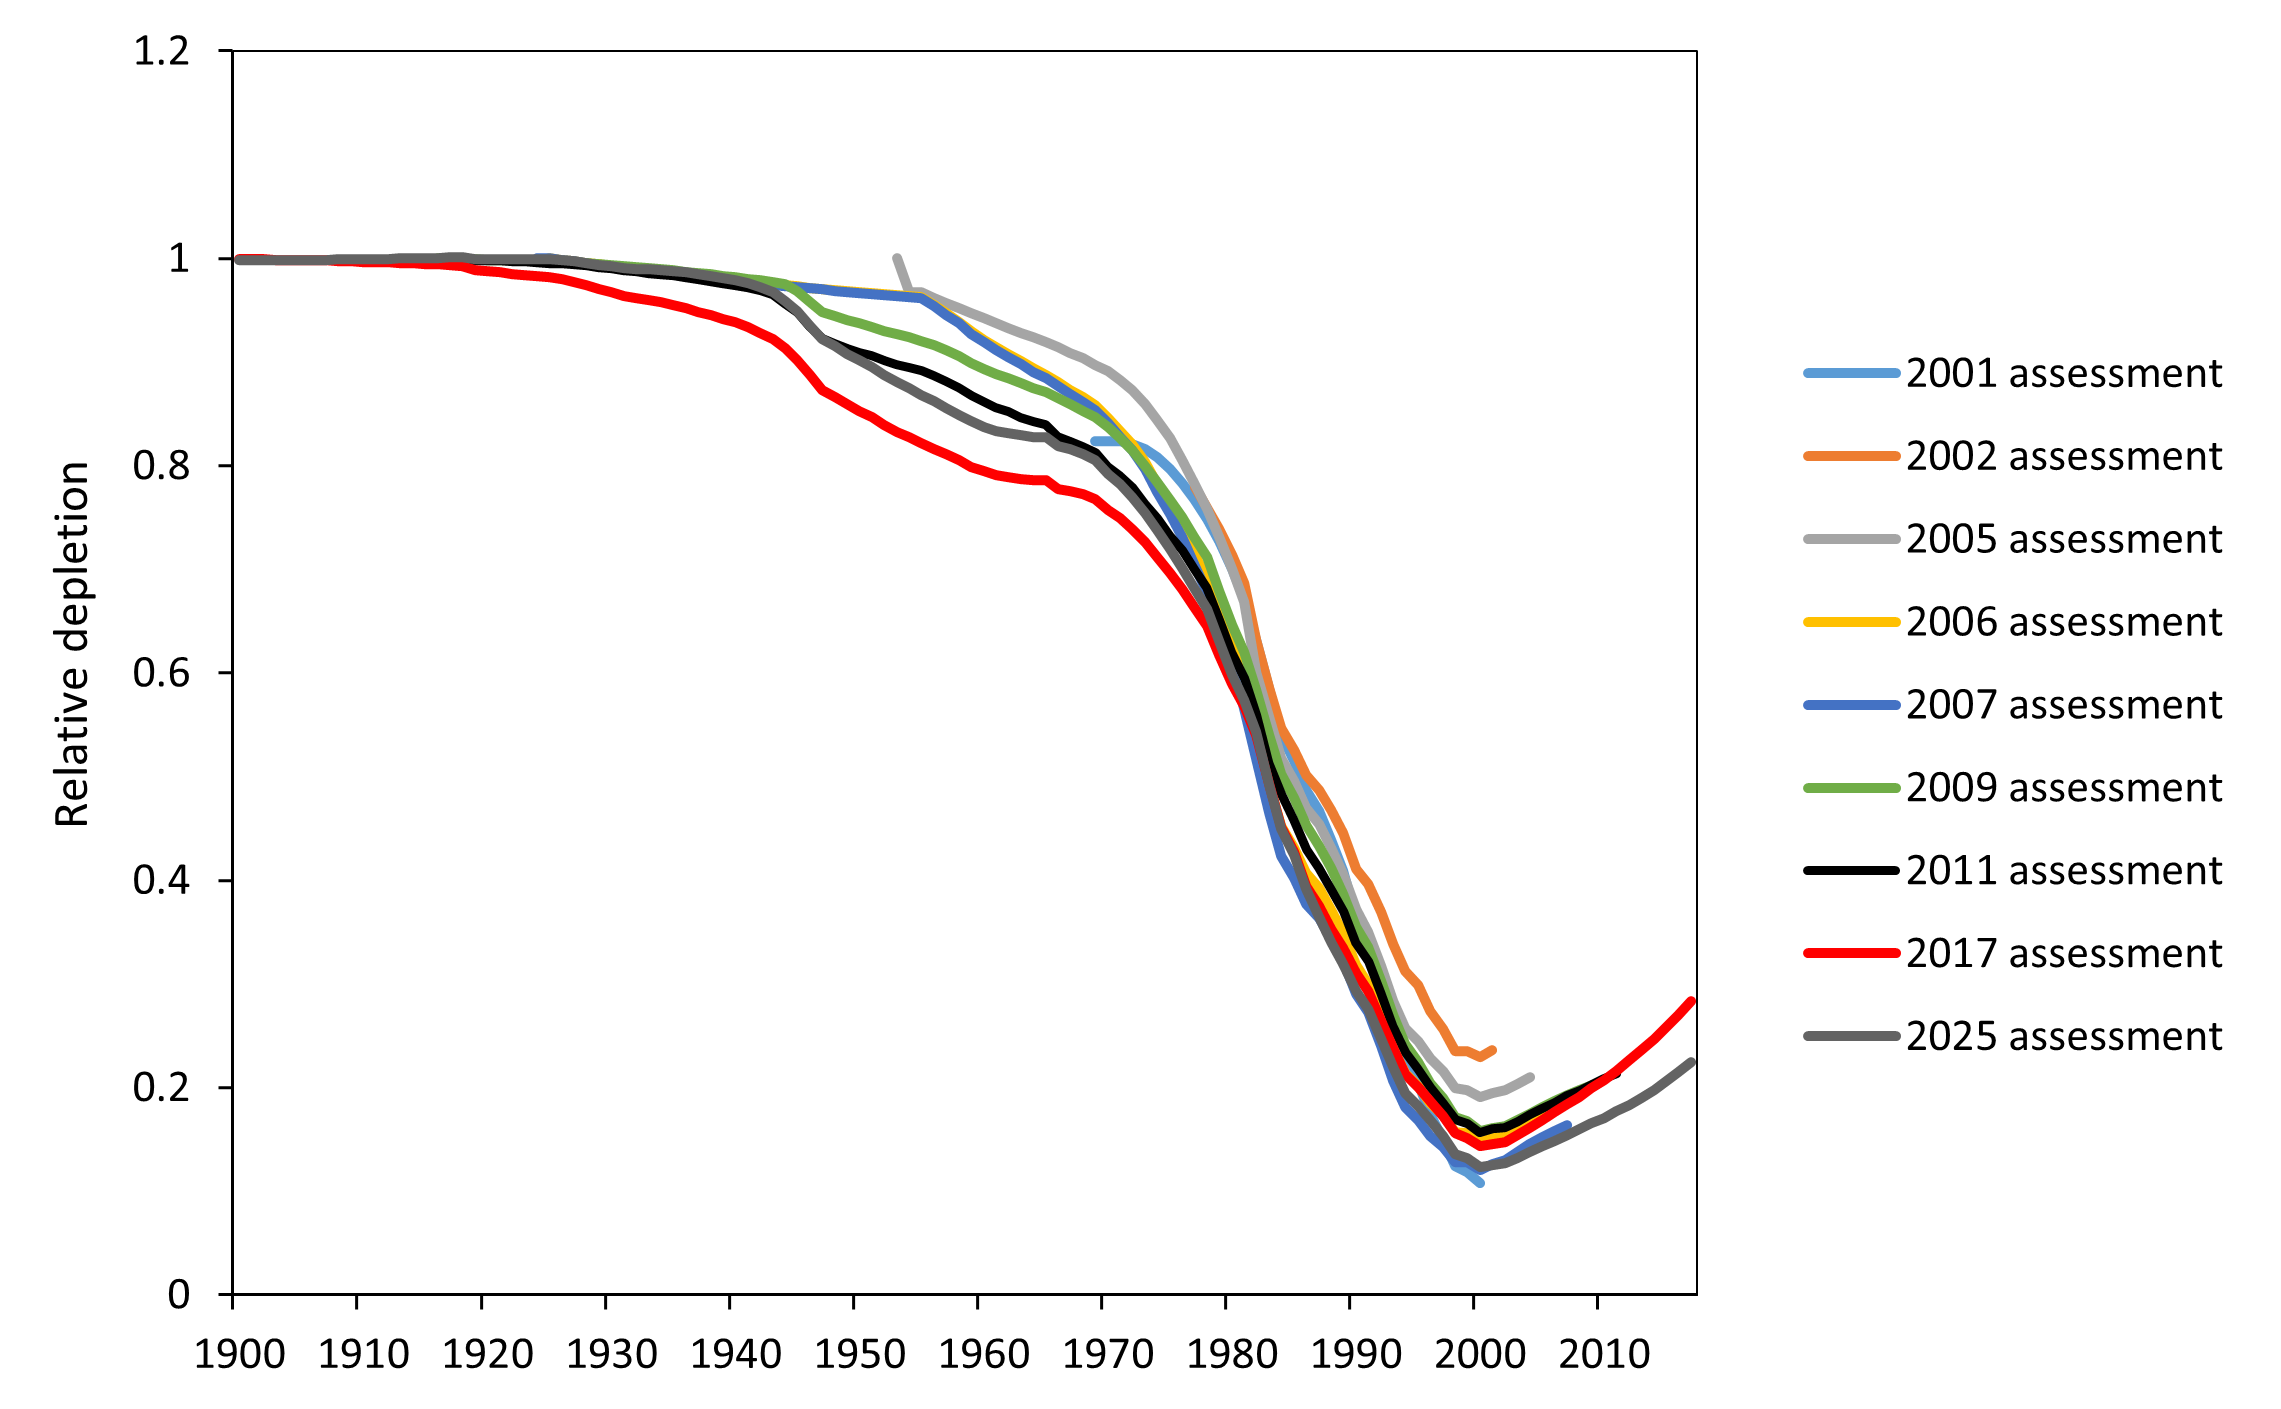 Relative depletion
1.2
1
0.8
0.6
0.4
0.2
0
1900 1910 1920 1930 1940 1950 1960 1970 1980 1990 2000 2010
2001 assessment
2002 assessment
2005 assessment
2006 assessment
2007 assessment
2009 assessment
2011 assessment
2017 assessment
2025 assessment